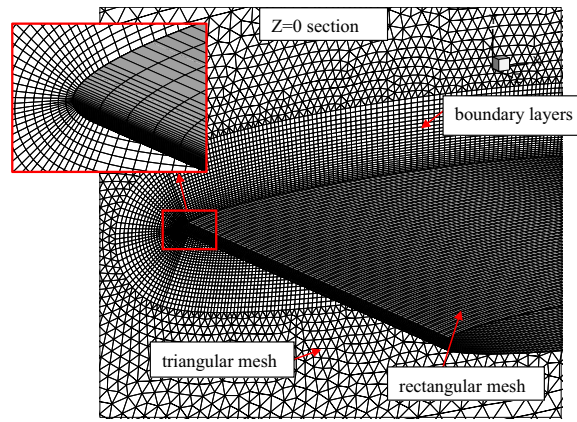 Z=0 section
boundary layers
triangular mesh
rectangular mesh